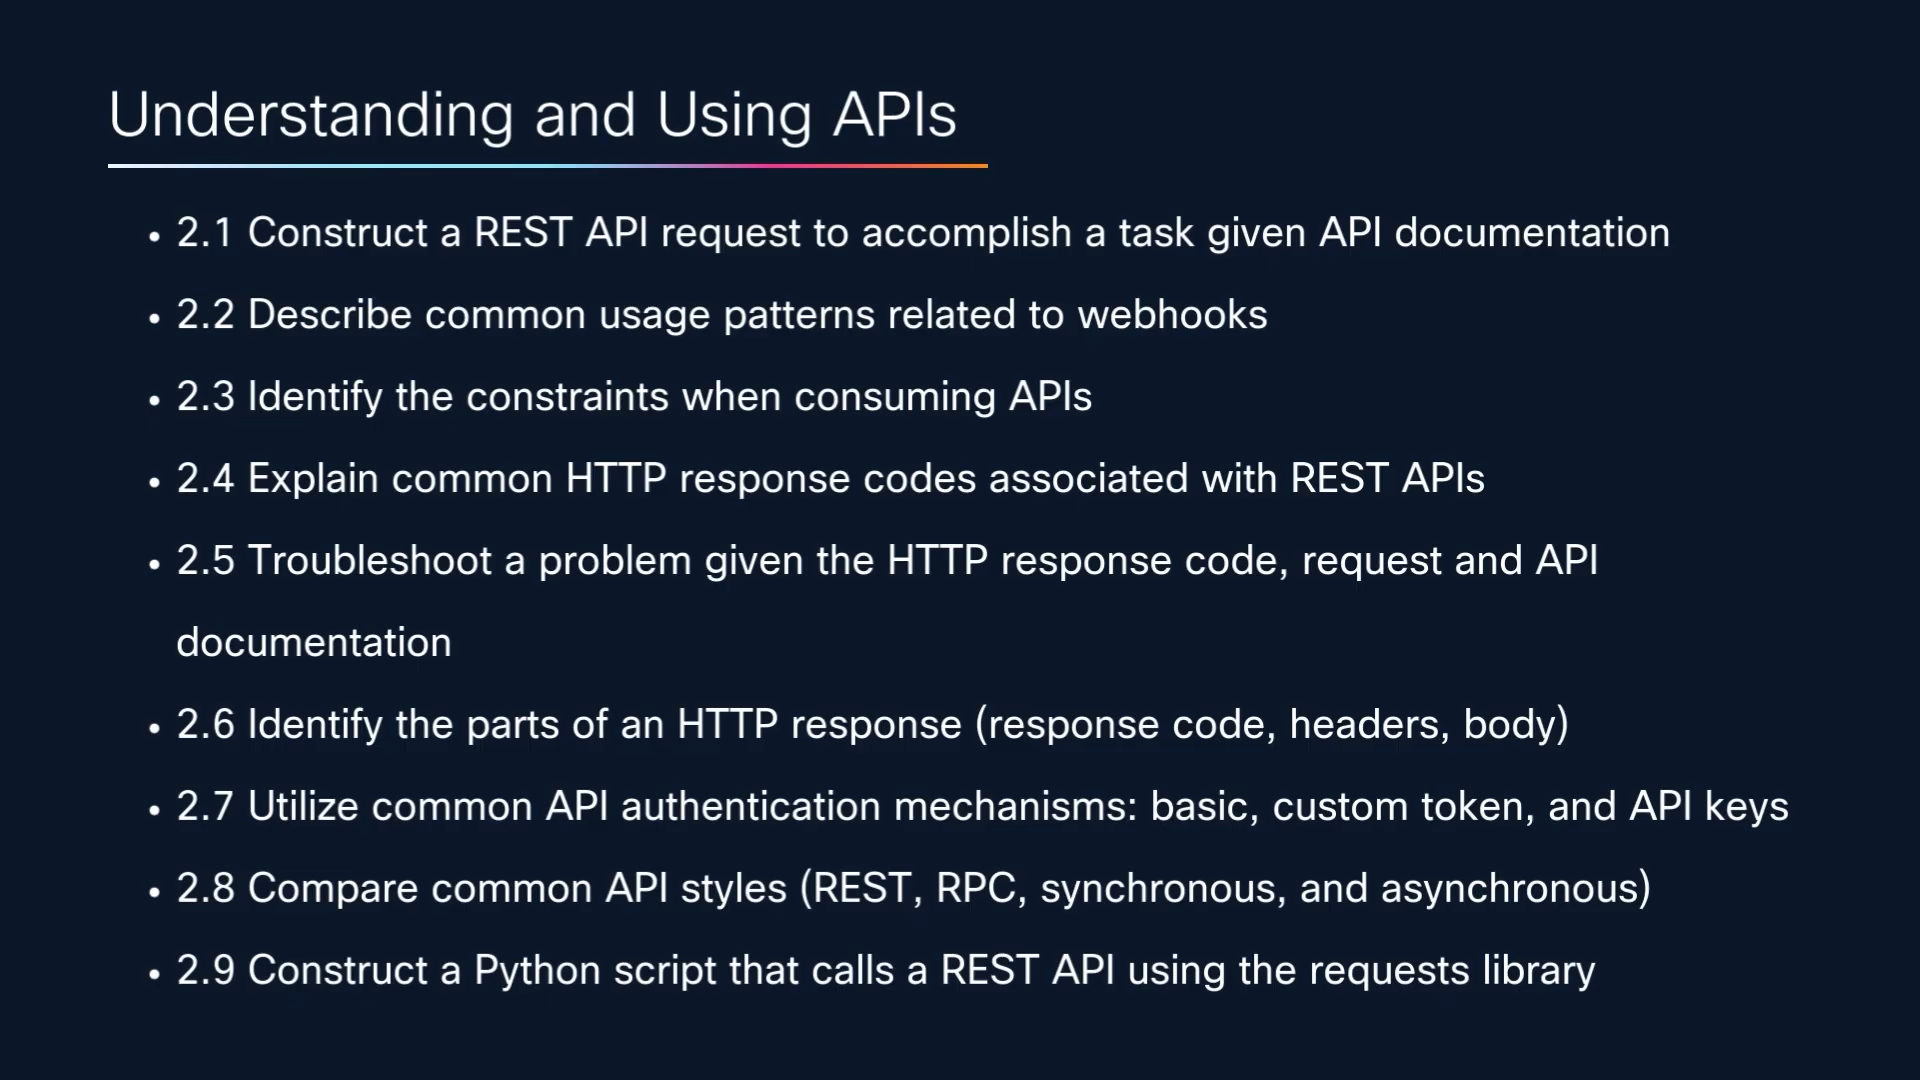 Understanding and Using APIs
• 2.1 Construct a REST API request to accomplish a task given API documentation
• 2.2 Describe common usage patterns related to webhooks
• 2.3 Identify the constraints when consuming APIs
• 2.4 Explain common HTTP response codes associated with REST APIs
• 2.5 Troubleshoot a problem given the HTTP response code, request and API
documentation
• 2.6 Identify the parts of an HTTP response (response code, headers, body)
• 2.7 Utilize common API authentication mechanisms: basic, custom token, and API keys
• 2.8 Compare common API styles (REST, RPC, synchronous, and asynchronous)
• 2.9 Construct a Python script that calls a REST API using the requests library